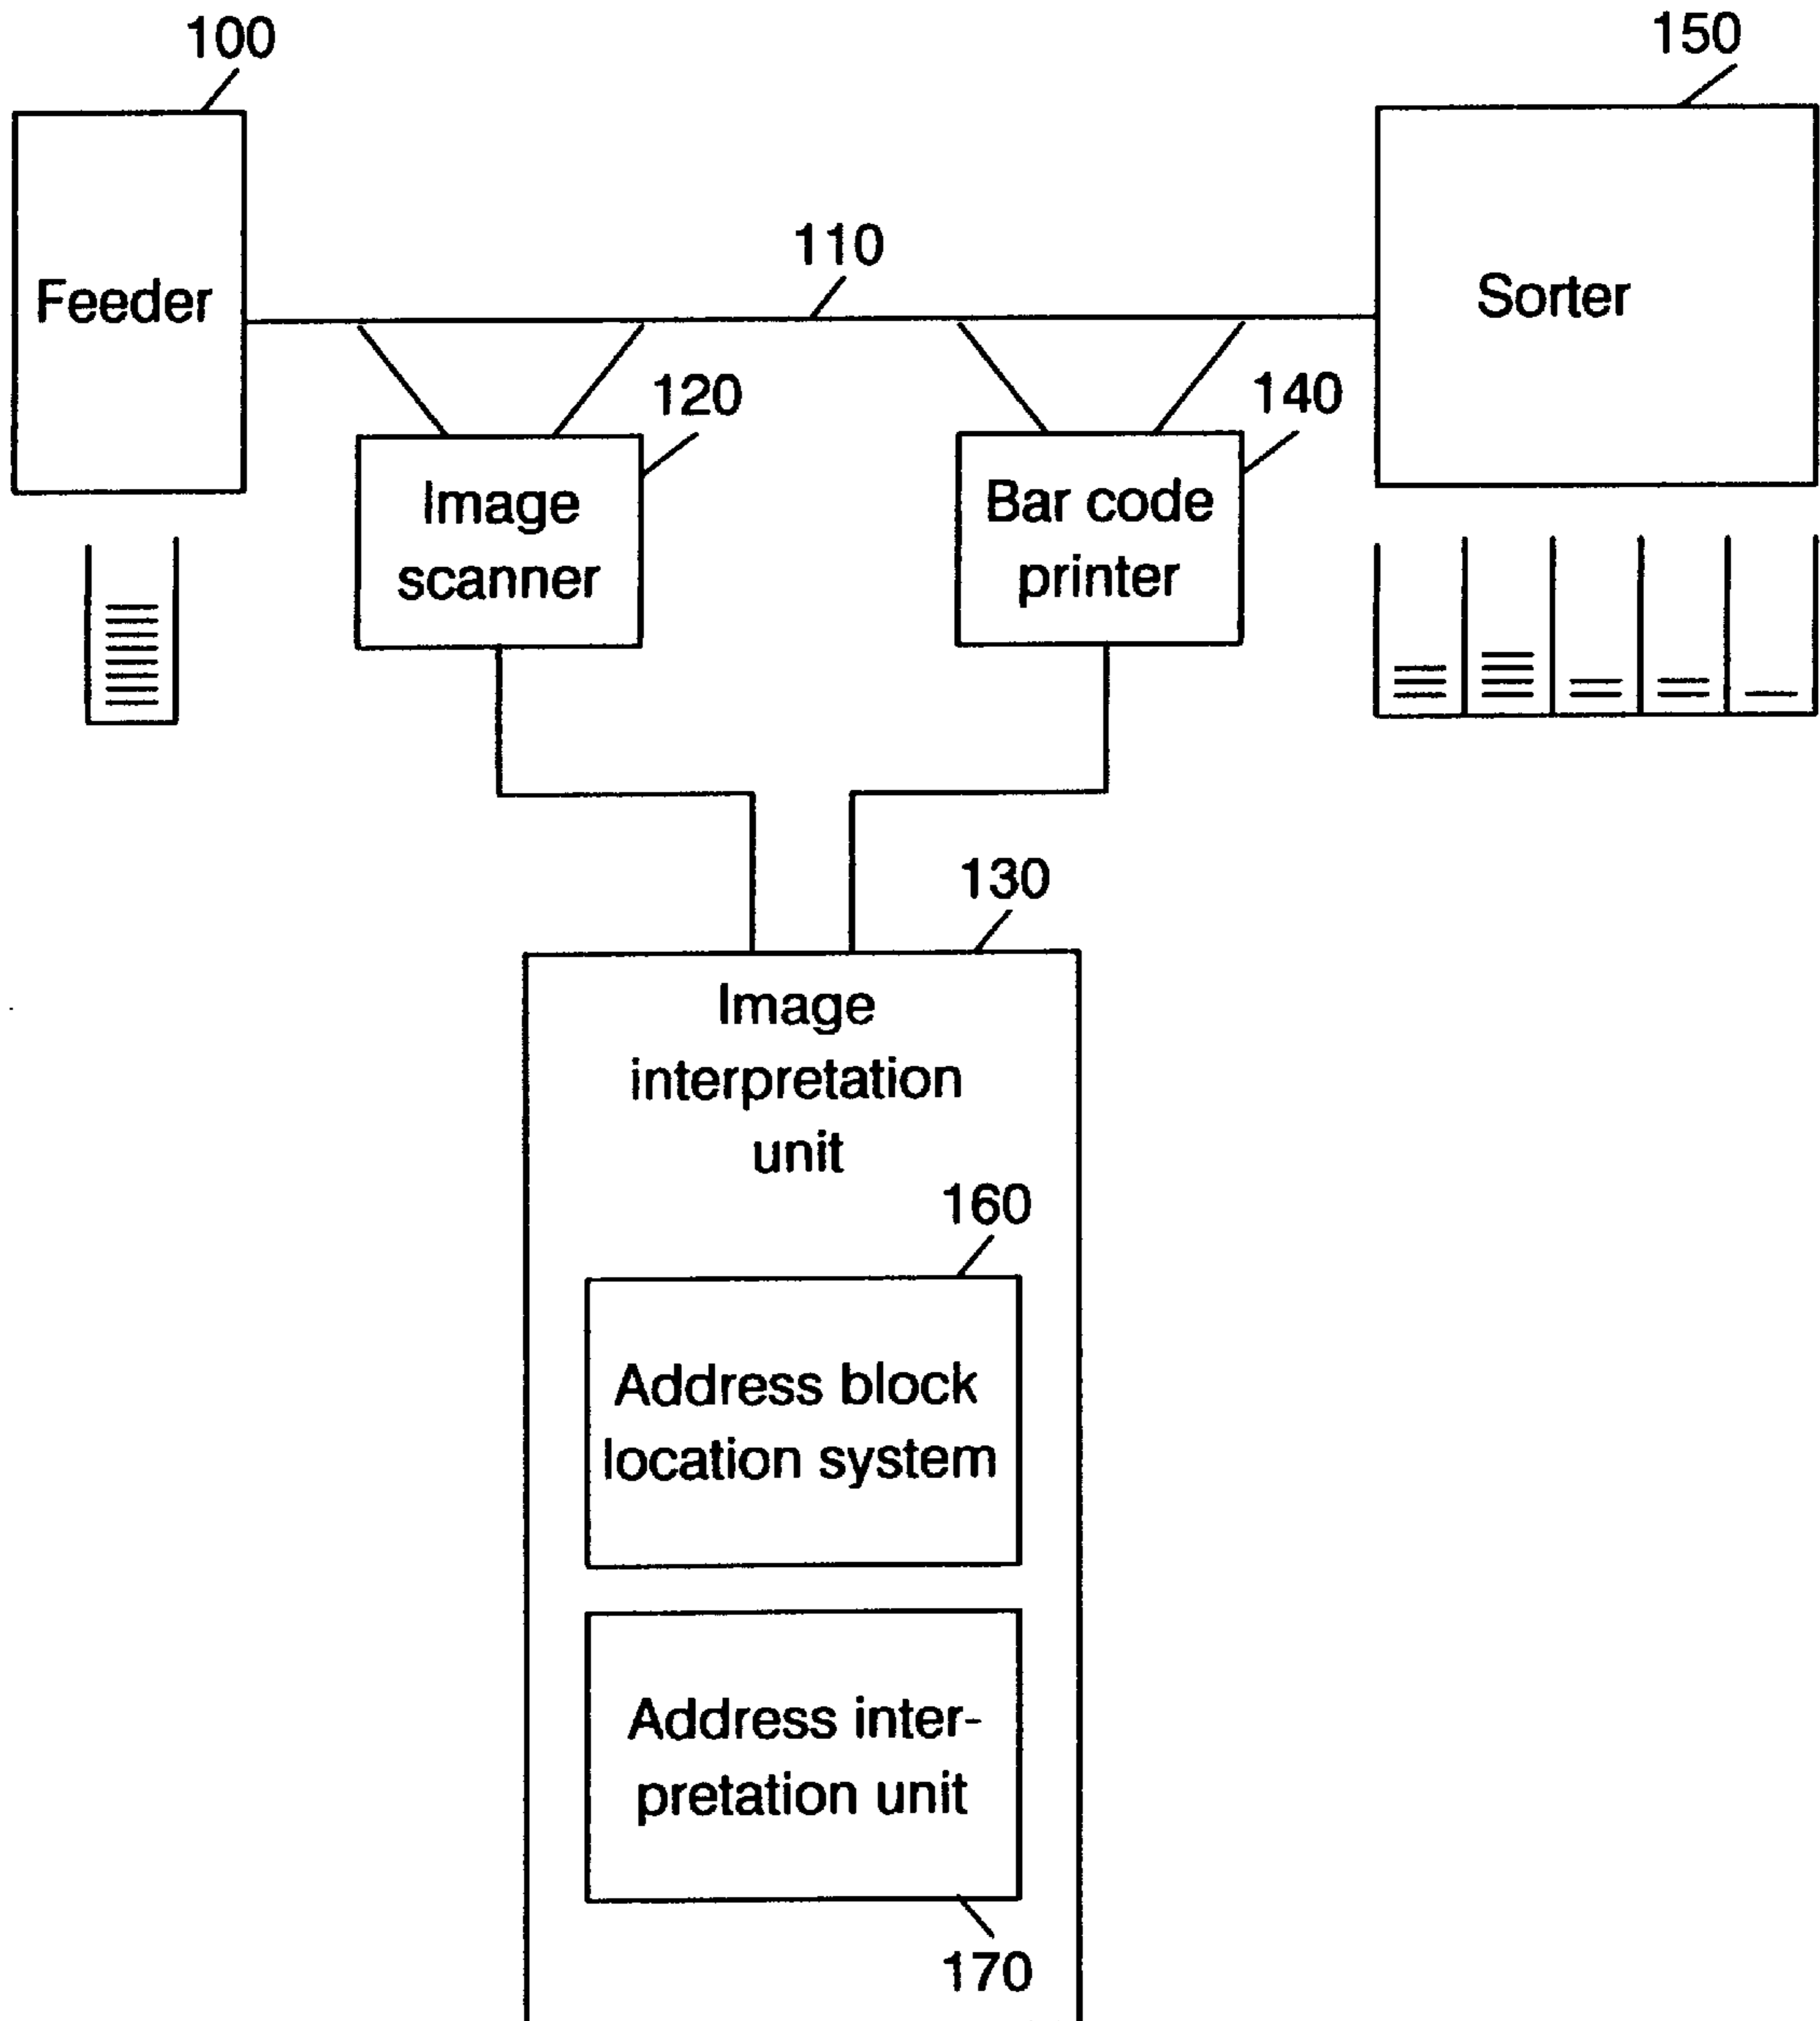 100
150
Feeder
110
Sorter
120
140
Image
scanner
Bar code
printer
130
Image
interpretation
unit
160
Address block
location system
Address inter-
pretation unit
170